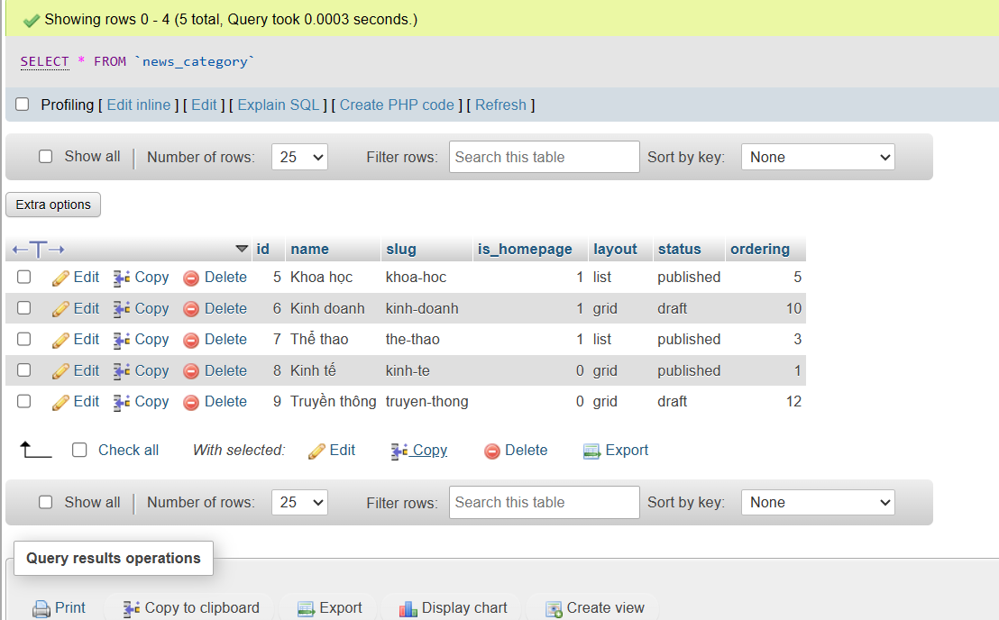 Showing rows 0 - 4 (5 total, Query took 0.0003 seconds.)
SELECT * FROM `news_category`
Profiling [ Edit inline ] [ Edit ] [ Explain SQL ] [ Create PHP code ] [ Refresh ]
Show all | Number of rows: 25 Filter rows: Search this table Sort by key: None
Extra options
←T→ id name slug is_homepage layout status ordering
Edit Copy Delete 5 Khoa học khoa-hoc 1 list published 5
Edit Copy Delete 6 Kinh doanh kinh-doanh 1 grid draft 10
Edit Copy Delete 7 Thể thao the-thao 1 list published 3
Edit Copy Delete 8 Kinh tế kinh-te 0 grid published 1
Edit Copy Delete 9 Truyền thông truyen-thong 0 grid draft 12
Check all With selected: Edit Copy Delete Export
Show all | Number of rows: 25 Filter rows: Search this table Sort by key: None
Query results operations
Print Copy to clipboard Export Display chart Create view